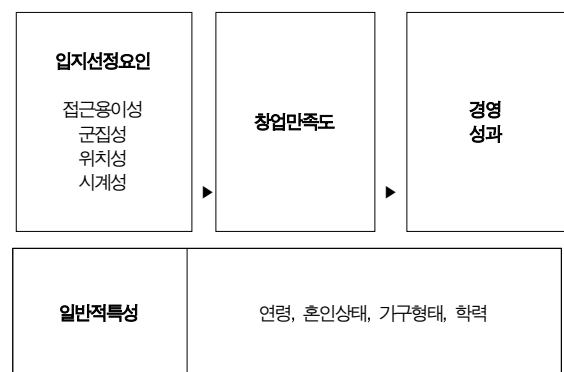 입지선정요인
접근용이성
군집성
위치성
시계성
▶
창업만족도
▶
경영
성과
일반적특성
연령, 혼인상태, 가구형태, 학력